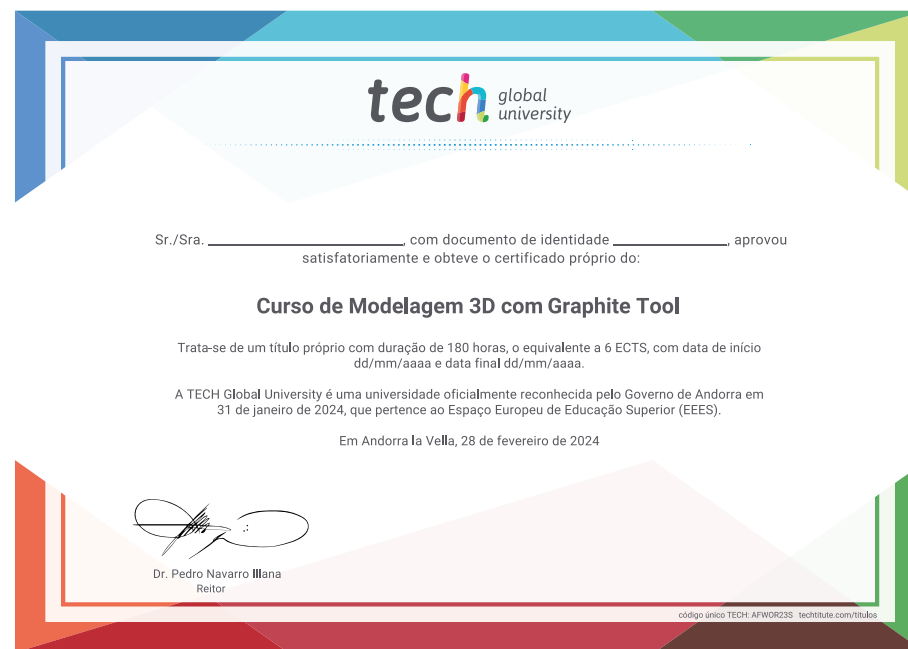 tech global
university
Sr./Sra. ______________________, com documento de identidade ______________, aprovou
satisfatoriamente e obteve o certificado próprio do:
Curso de Modelagem 3D com Graphite Tool
Trata-se de um título próprio com duração de 180 horas, o equivalente a 6 ECTS, com data de início
dd/mm/aaaa e data final dd/mm/aaaa.
A TECH Global University é uma universidade oficialmente reconhecida pelo Governo de Andorra em
31 de janeiro de 2024, que pertence ao Espaço Europeu de Educação Superior (EEES).
Em Andorra la Vella, 28 de fevereiro de 2024
Dr. Pedro Navarro Illana
Reitor
código único TECH: AFWOR23S techtitute.com/titulos